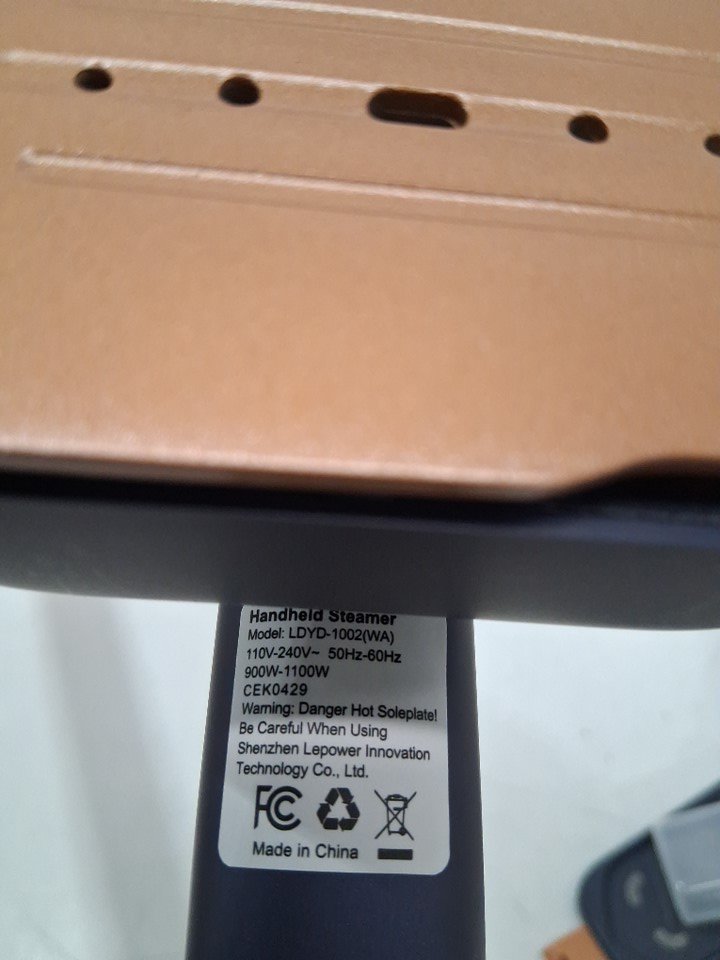 Handheld Steamer
Model: LDYD-1002(WA)
110V-240V~ 50Hz-60Hz
900W-1100W
CEK0429
Warning: Danger Hot Soleplate!
Be Careful When Using
Shenzhen Lepower Innovation
Technology Co., Ltd.
FC
Made in China